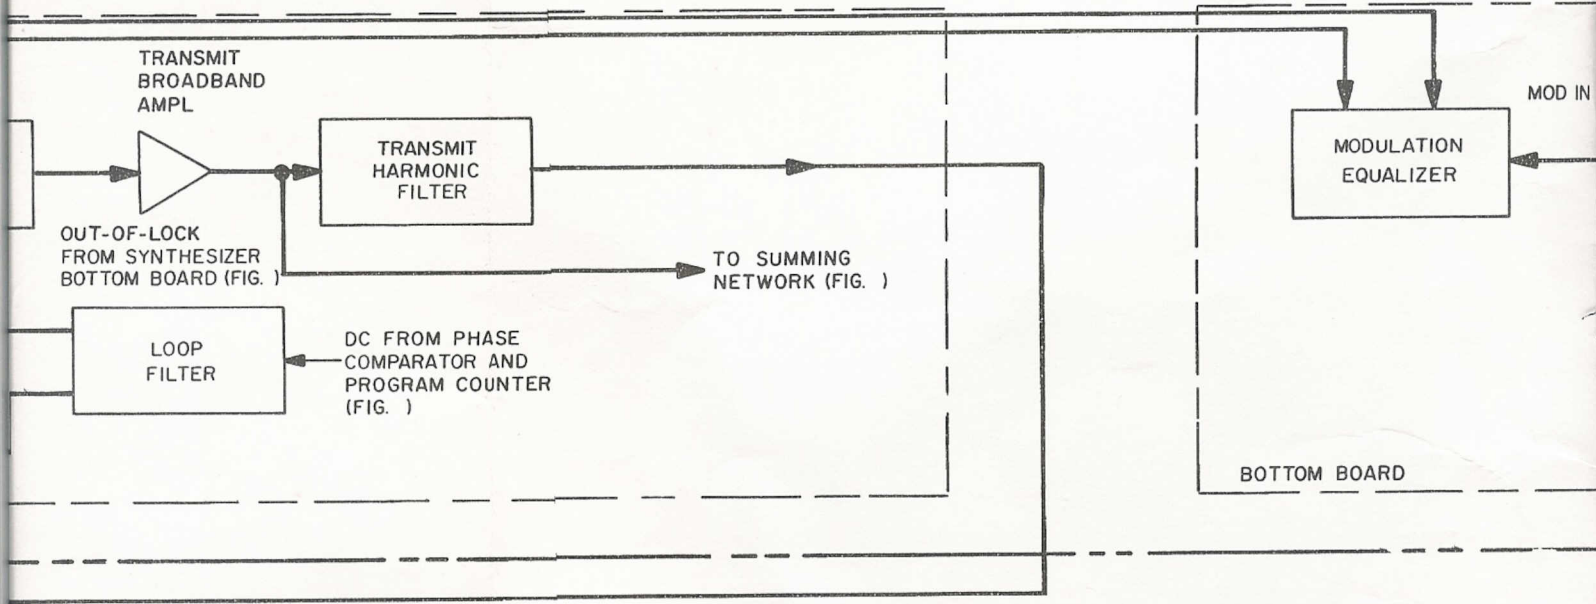 TRANSMIT
BROADBAND
AMPL
TRANSMIT
HARMONIC
FILTER
OUT-OF-LOCK
FROM SYNTHESIZER
BOTTOM BOARD (FIG. )
TO SUMMING
NETWORK (FIG. )
LOOP
FILTER
DC FROM PHASE
COMPARATOR AND
PROGRAM COUNTER
(FIG. )
MOD IN
MODULATION
EQUALIZER
BOTTOM BOARD